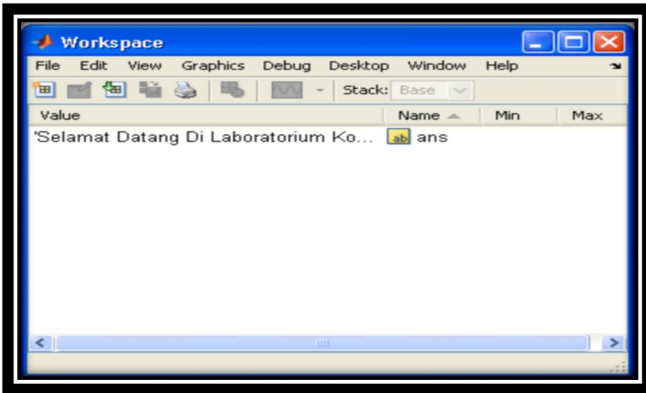 Workspace
File Edit View Graphics Debug Desktop Window Help
Stack: Base
Value Name Min Max
'Selamat Datang Di Laboratorium Ko... ab ans